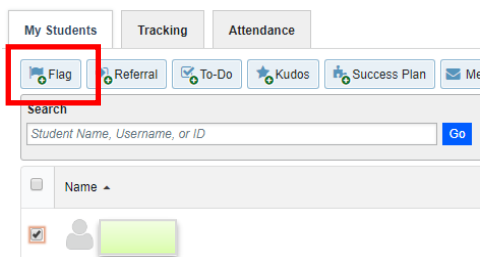 My Students Tracking Attendance
Flag Referral To-Do Kudos Success Plan Me
Search
Student Name, Username, or ID Go
Name